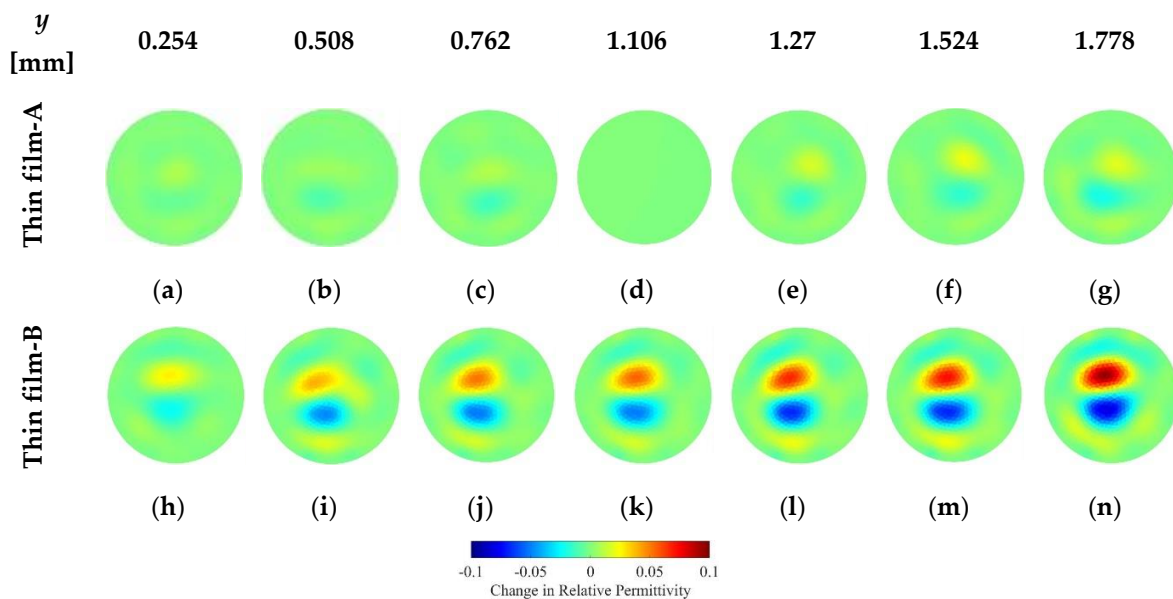 y
[mm]
0.254 0.508 0.762 1.106 1.27 1.524 1.778
Thin film-A
(a) (b) (c) (d) (e) (f) (g)
Thin film-B
(h) (i) (j) (k) (l) (m) (n)
-0.1 -0.05 0 0.05 0.1
Change in Relative Permittivity